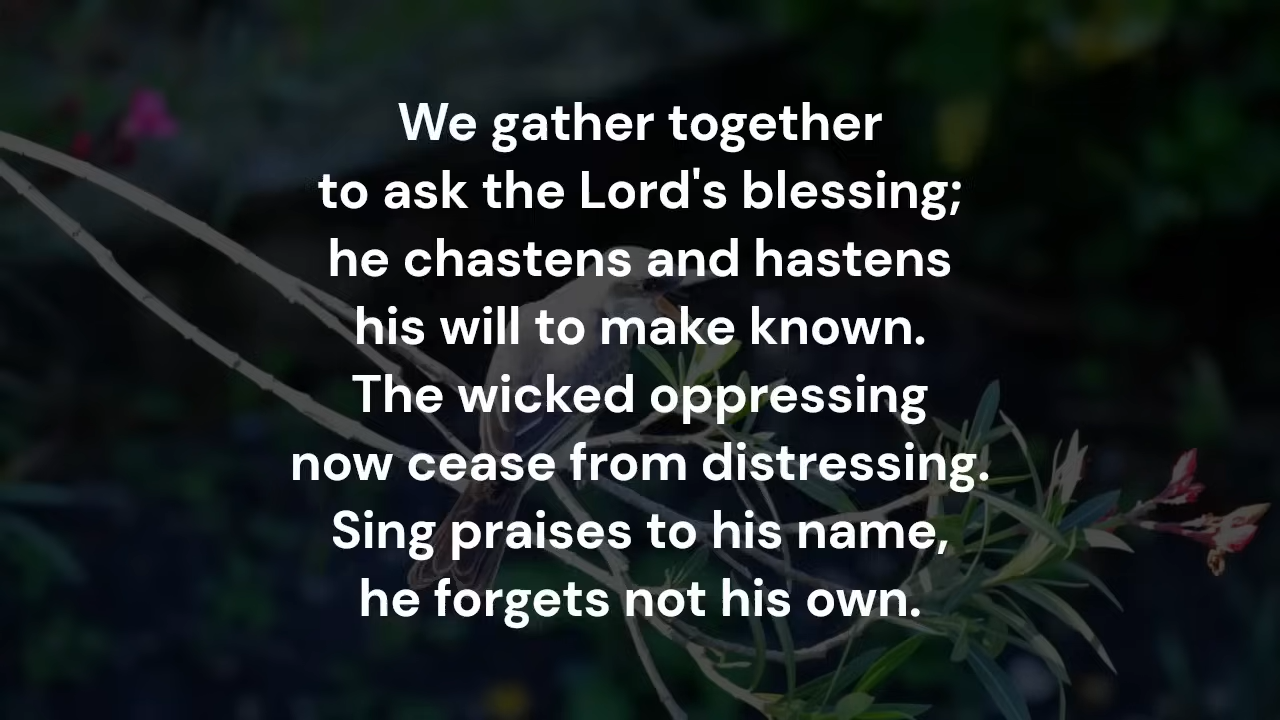 We gather together
to ask the Lord's blessing;
he chastens and hastens
his will to make known.
The wicked oppressing
now cease from distressing.
Sing praises to his name,
he forgets not his own.